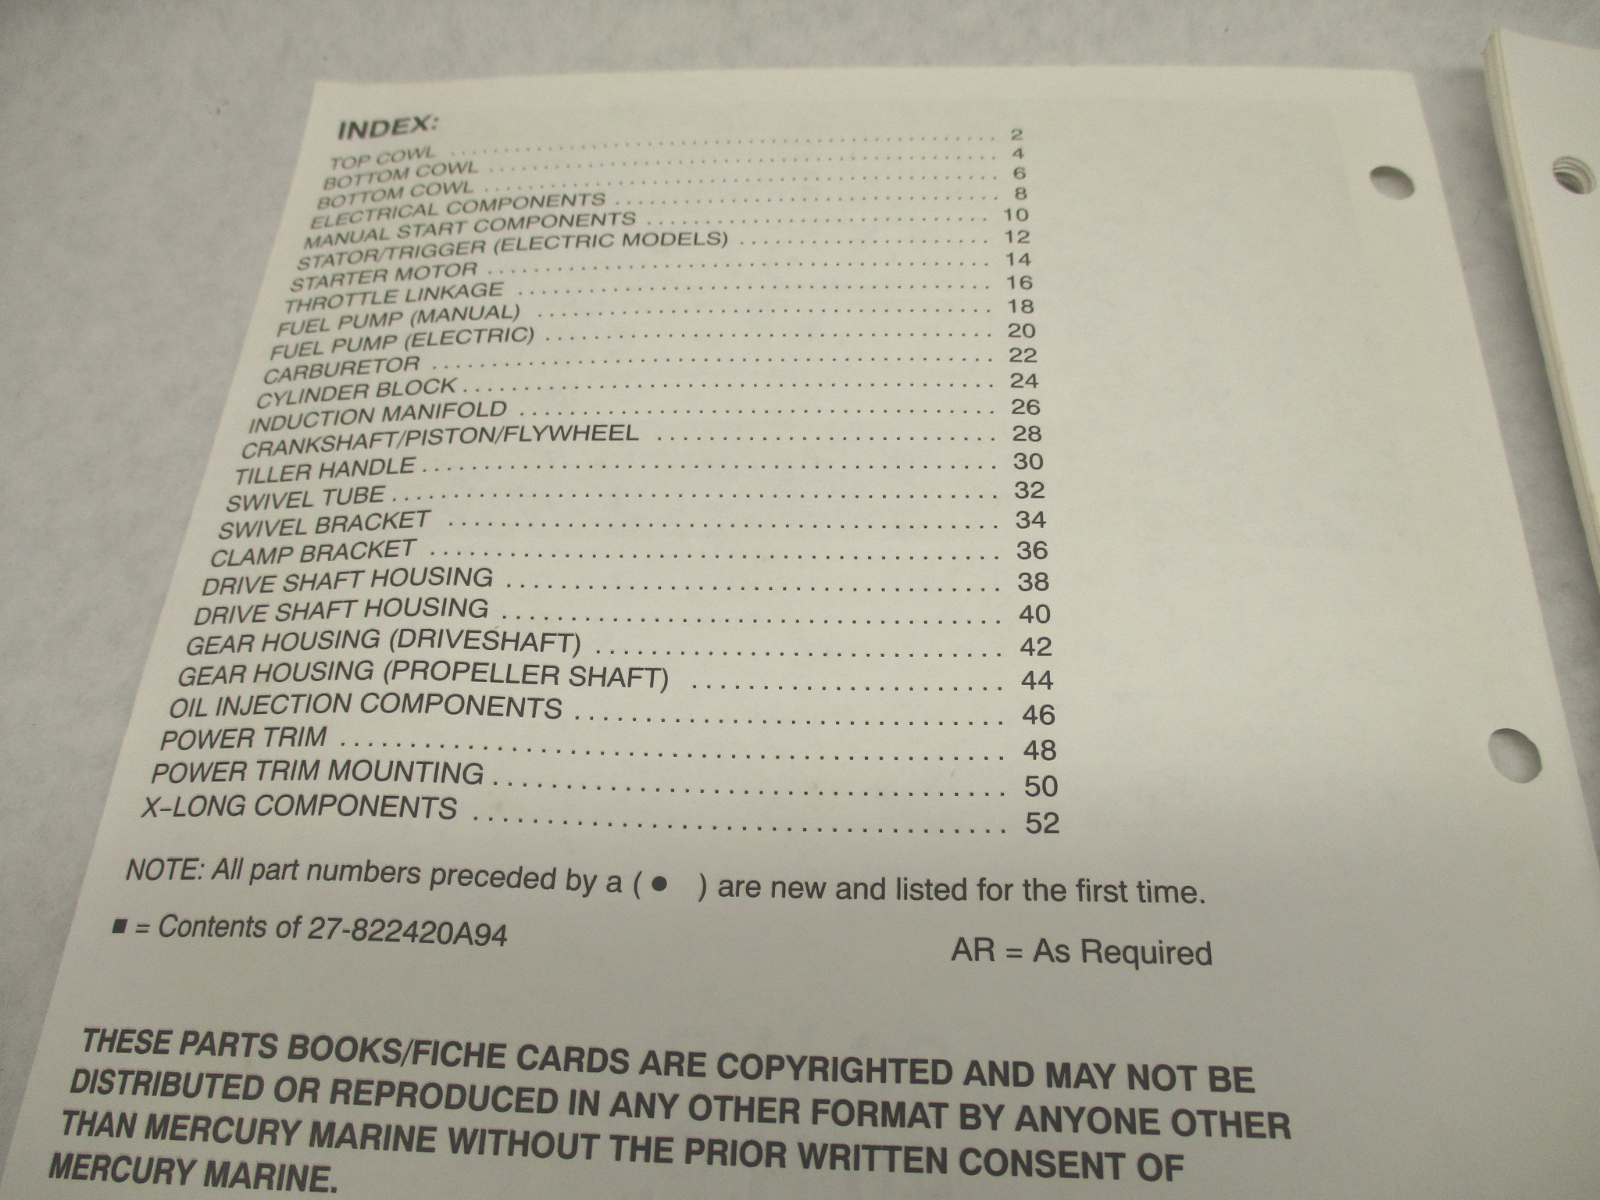 INDEX:
TOP COWL . . . . . . . . . . . . . . . . . . . . . . . . . . . . . . 2
BOTTOM COWL . . . . . . . . . . . . . . . . . . . . . . . . . . . . . . 4
BOTTOM COWL . . . . . . . . . . . . . . . . . . . . . . . . . . . . . . 6
ELECTRICAL COMPONENTS . . . . . . . . . . . . . . . . . . . . . . . . 8
MANUAL START COMPONENTS . . . . . . . . . . . . . . . . . . . . . . 10
STATOR/TRIGGER (ELECTRIC MODELS) . . . . . . . . . . . . . . . . . 12
STARTER MOTOR . . . . . . . . . . . . . . . . . . . . . . . . . . . . 14
THROTTLE LINKAGE . . . . . . . . . . . . . . . . . . . . . . . . . . 16
FUEL PUMP (MANUAL) . . . . . . . . . . . . . . . . . . . . . . . . . 18
FUEL PUMP (ELECTRIC) . . . . . . . . . . . . . . . . . . . . . . . . 20
CARBURETOR . . . . . . . . . . . . . . . . . . . . . . . . . . . . . . 22
CYLINDER BLOCK . . . . . . . . . . . . . . . . . . . . . . . . . . . . 24
INDUCTION MANIFOLD . . . . . . . . . . . . . . . . . . . . . . . . . 26
CRANKSHAFT/PISTON/FLYWHEEL . . . . . . . . . . . . . . . . . . . . 28
TILLER HANDLE . . . . . . . . . . . . . . . . . . . . . . . . . . . . 30
SWIVEL TUBE . . . . . . . . . . . . . . . . . . . . . . . . . . . . . . 32
SWIVEL BRACKET . . . . . . . . . . . . . . . . . . . . . . . . . . . . 34
CLAMP BRACKET . . . . . . . . . . . . . . . . . . . . . . . . . . . . 36
DRIVE SHAFT HOUSING . . . . . . . . . . . . . . . . . . . . . . . . 38
DRIVE SHAFT HOUSING . . . . . . . . . . . . . . . . . . . . . . . . 40
GEAR HOUSING (DRIVESHAFT) . . . . . . . . . . . . . . . . . . . . 42
GEAR HOUSING (PROPELLER SHAFT) . . . . . . . . . . . . . . . . . 44
OIL INJECTION COMPONENTS . . . . . . . . . . . . . . . . . . . . . 46
POWER TRIM . . . . . . . . . . . . . . . . . . . . . . . . . . . . . . 48
POWER TRIM MOUNTING . . . . . . . . . . . . . . . . . . . . . . . . 50
X–LONG COMPONENTS . . . . . . . . . . . . . . . . . . . . . . . . . 52
NOTE: All part numbers preceded by a ( ● ) are new and listed for the first time.
■ = Contents of 27-822420A94 AR = As Required
THESE PARTS BOOKS/FICHE CARDS ARE COPYRIGHTED AND MAY NOT BE
DISTRIBUTED OR REPRODUCED IN ANY OTHER FORMAT BY ANYONE OTHER
THAN MERCURY MARINE WITHOUT THE PRIOR WRITTEN CONSENT OF
MERCURY MARINE.